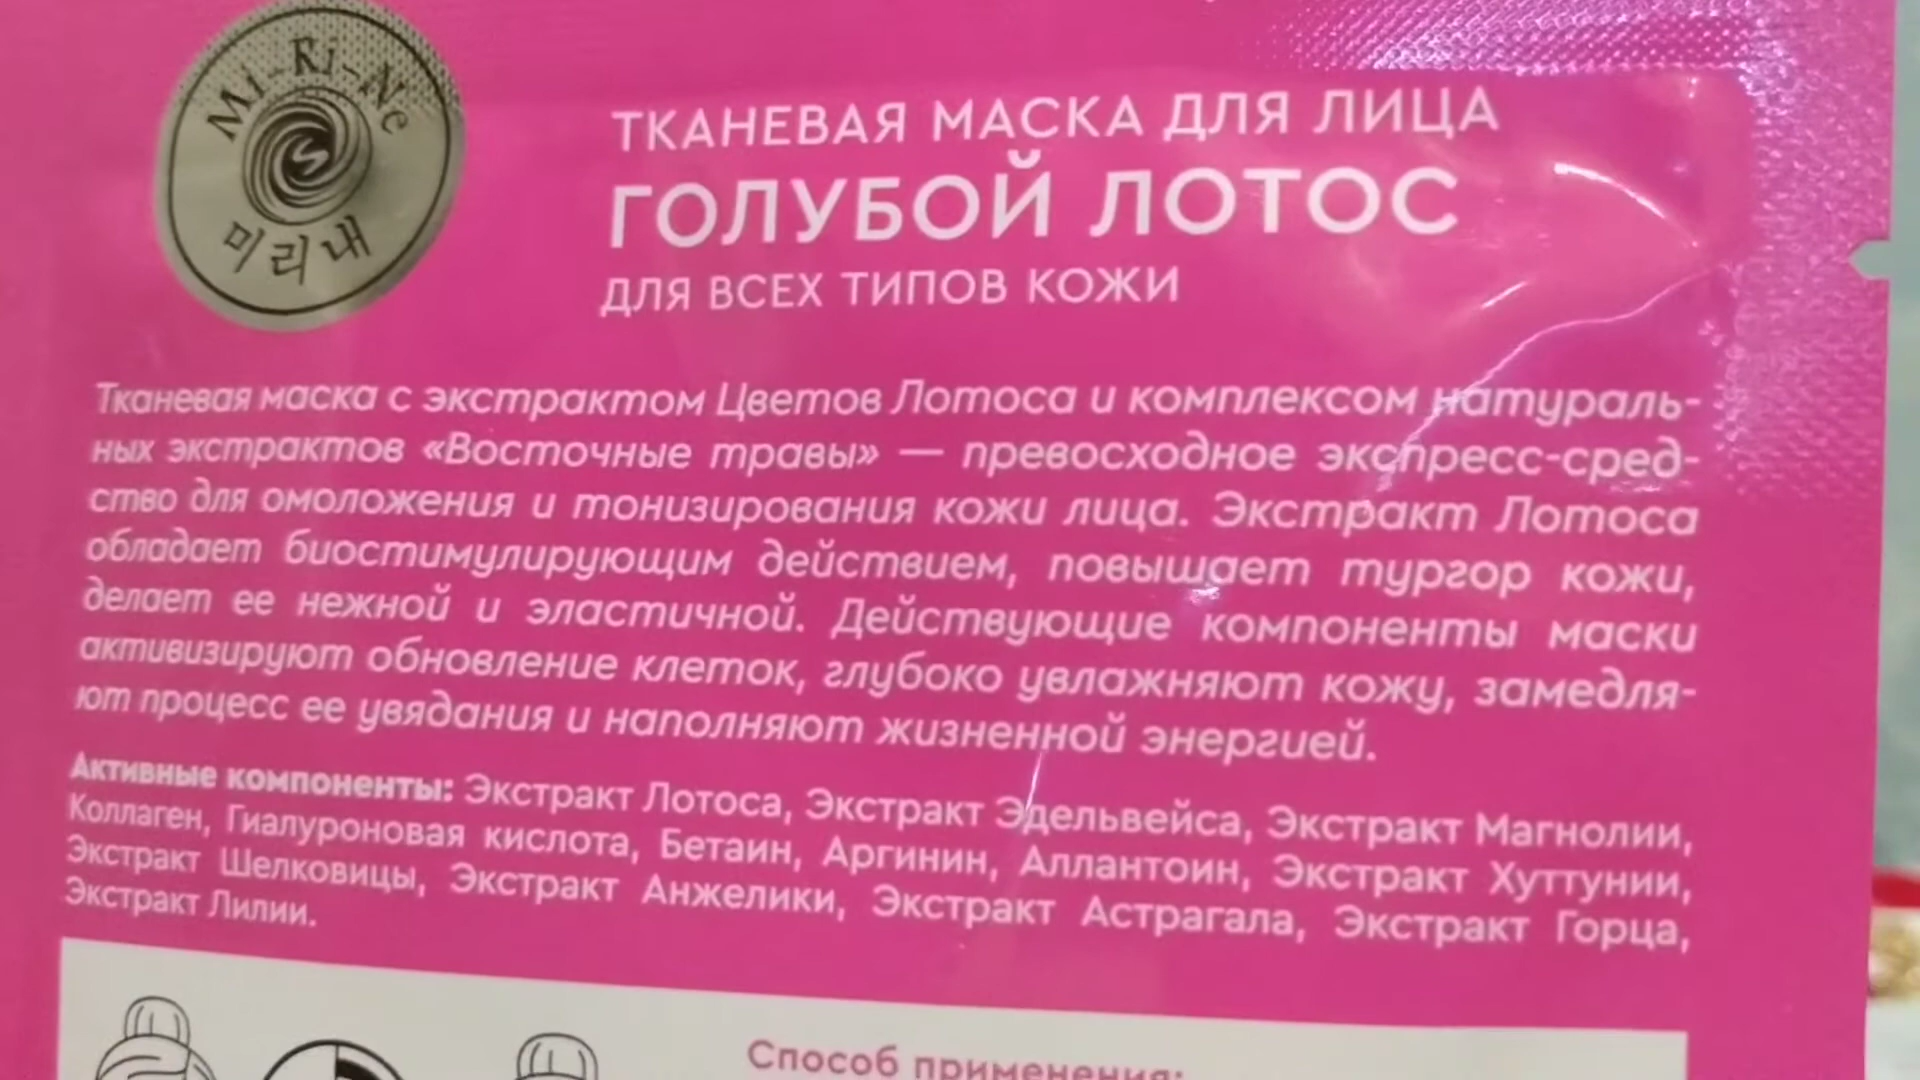 Mi-Ri-Ne
미리내
ТКАНЕВАЯ МАСКА ДЛЯ ЛИЦА
ГОЛУБОЙ ЛОТОС
ДЛЯ ВСЕХ ТИПОВ КОЖИ
Тканевая маска с экстрактом Цветов Лотоса и комплексом натураль-
ных экстрактов «Восточные травы» — превосходное экспресс-сред-
ство для омоложения и тонизирования кожи лица. Экстракт Лотоса
обладает биостимулирующим действием, повышает тургор кожи,
делает ее нежной и эластичной. Действующие компоненты маски
активизируют обновление клеток, глубоко увлажняют кожу, замедля-
ют процесс ее увядания и наполняют жизненной энергией.
Активные компоненты: Экстракт Лотоса, Экстракт Эдельвейса, Экстракт Магнолии,
Коллаген, Гиалуроновая кислота, Бетаин, Аргинин, Аллантоин, Экстракт Хуттунии,
Экстракт Шелковицы, Экстракт Анжелики, Экстракт Астрагала, Экстракт Горца,
Экстракт Лилии.
Способ применения: